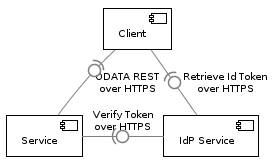 Client
ODATA REST
over HTTPS
Retrieve Id Token
over HTTPS
Verify Token
over HTTPS
Service
IdP Service